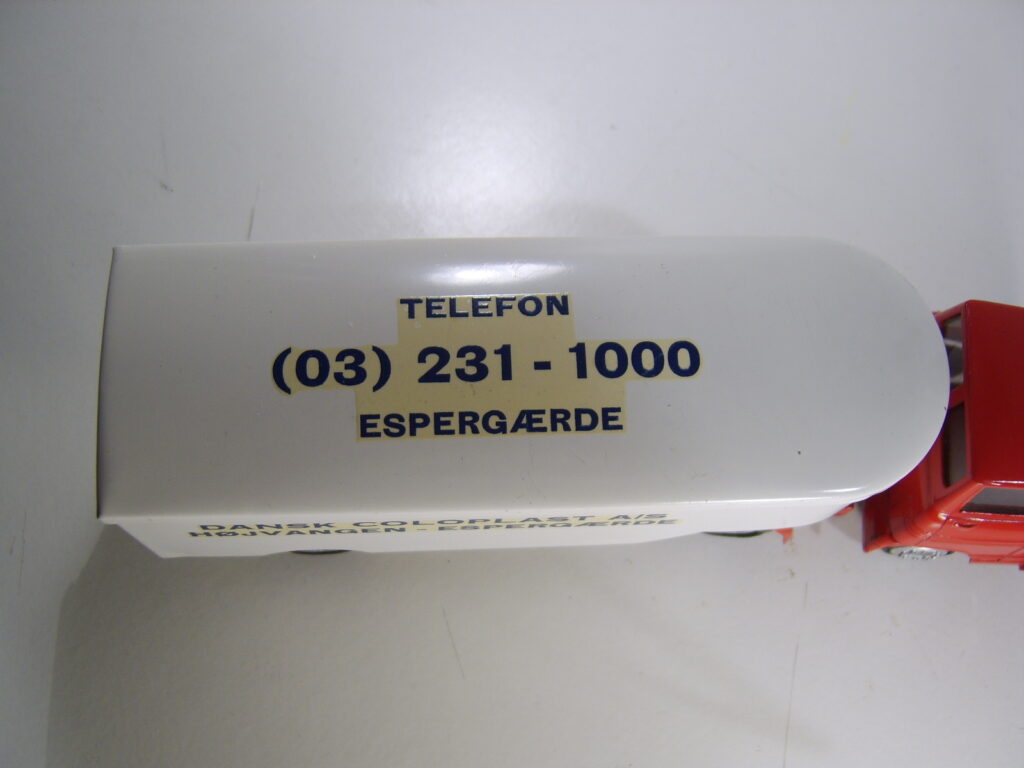 TELEFON
(03) 231 - 1000
ESPERGÆRDE
DANSK COLOPLAST A/S
HØJVANGEN - ESPERGÆRDE